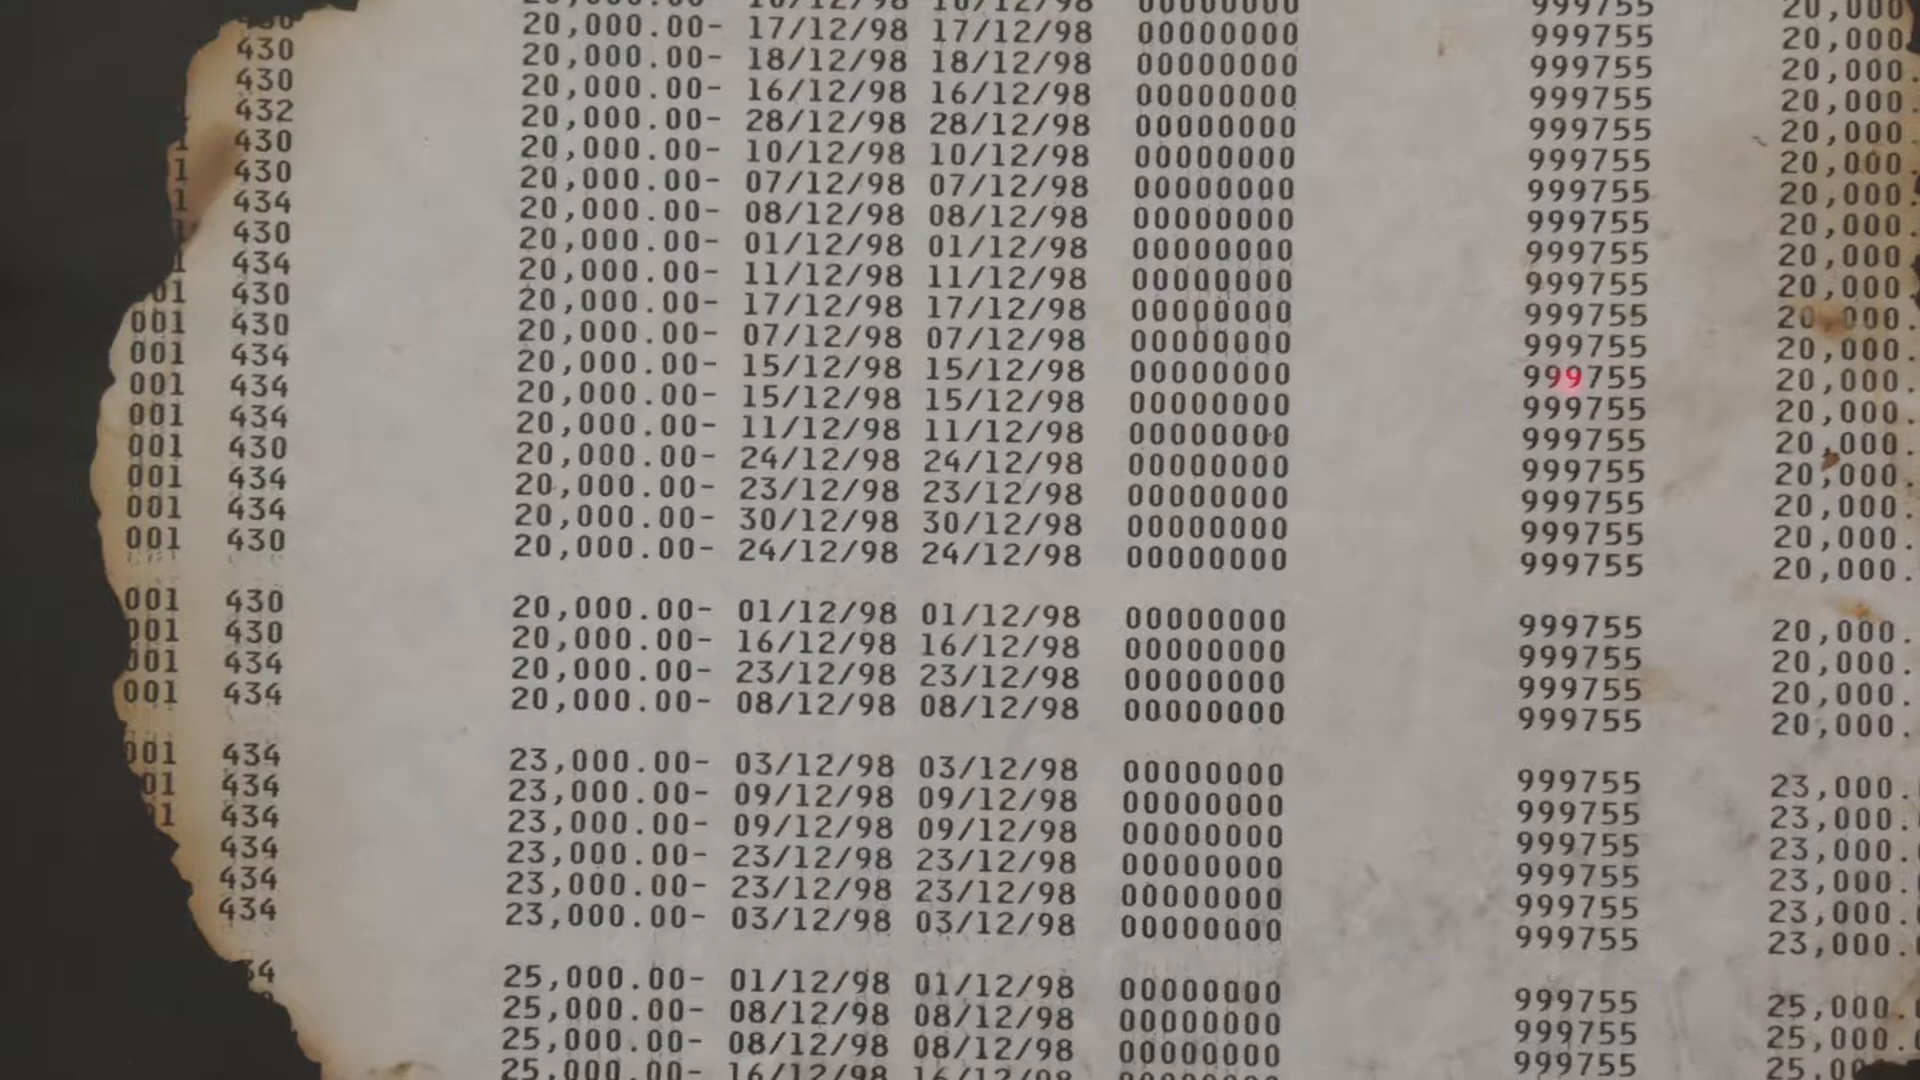 430 20,000.00- 17/12/98 17/12/98 00000000 999755 20,000.
430 20,000.00- 18/12/98 18/12/98 00000000 999755 20,000.
430 20,000.00- 16/12/98 16/12/98 00000000 999755 20,000.
432 20,000.00- 28/12/98 28/12/98 00000000 999755 20,000.
1 430 20,000.00- 10/12/98 10/12/98 00000000 999755 20,000.
1 430 20,000.00- 07/12/98 07/12/98 00000000 999755 20,000.
1 434 20,000.00- 08/12/98 08/12/98 00000000 999755 20,000.
1 430 20,000.00- 01/12/98 01/12/98 00000000 999755 20,000.
1 434 20,000.00- 11/12/98 11/12/98 00000000 999755 20,000.
01 430 20,000.00- 17/12/98 17/12/98 00000000 999755 20,000.
001 430 20,000.00- 07/12/98 07/12/98 00000000 999755 20,000.
001 434 20,000.00- 15/12/98 15/12/98 00000000 999755 20,000.
001 434 20,000.00- 15/12/98 15/12/98 00000000 999755 20,000.
001 434 20,000.00- 11/12/98 11/12/98 00000000 999755 20,000.
001 430 20,000.00- 24/12/98 24/12/98 00000000 999755 20,000.
001 434 20,000.00- 23/12/98 23/12/98 00000000 999755 20,000.
001 434 20,000.00- 30/12/98 30/12/98 00000000 999755 20,000.
001 430 20,000.00- 24/12/98 24/12/98 00000000 999755 20,000.
001 430 20,000.00- 01/12/98 01/12/98 00000000 999755 20,000.
001 430 20,000.00- 16/12/98 16/12/98 00000000 999755 20,000.
001 434 20,000.00- 23/12/98 23/12/98 00000000 999755 20,000.
001 434 20,000.00- 08/12/98 08/12/98 00000000 999755 20,000.
001 434 23,000.00- 03/12/98 03/12/98 00000000 999755 23,000.
01 434 23,000.00- 09/12/98 09/12/98 00000000 999755 23,000.
1 434 23,000.00- 09/12/98 09/12/98 00000000 999755 23,000.
434 23,000.00- 23/12/98 23/12/98 00000000 999755 23,000.
434 23,000.00- 23/12/98 23/12/98 00000000 999755 23,000.
434 23,000.00- 03/12/98 03/12/98 00000000 999755 23,000.
34 25,000.00- 01/12/98 01/12/98 00000000 999755 25,000.
25,000.00- 08/12/98 08/12/98 00000000 999755 25,000.
25,000.00- 08/12/98 08/12/98 00000000 999755 25,00
25,000.00- 16/12/98 16/12/98